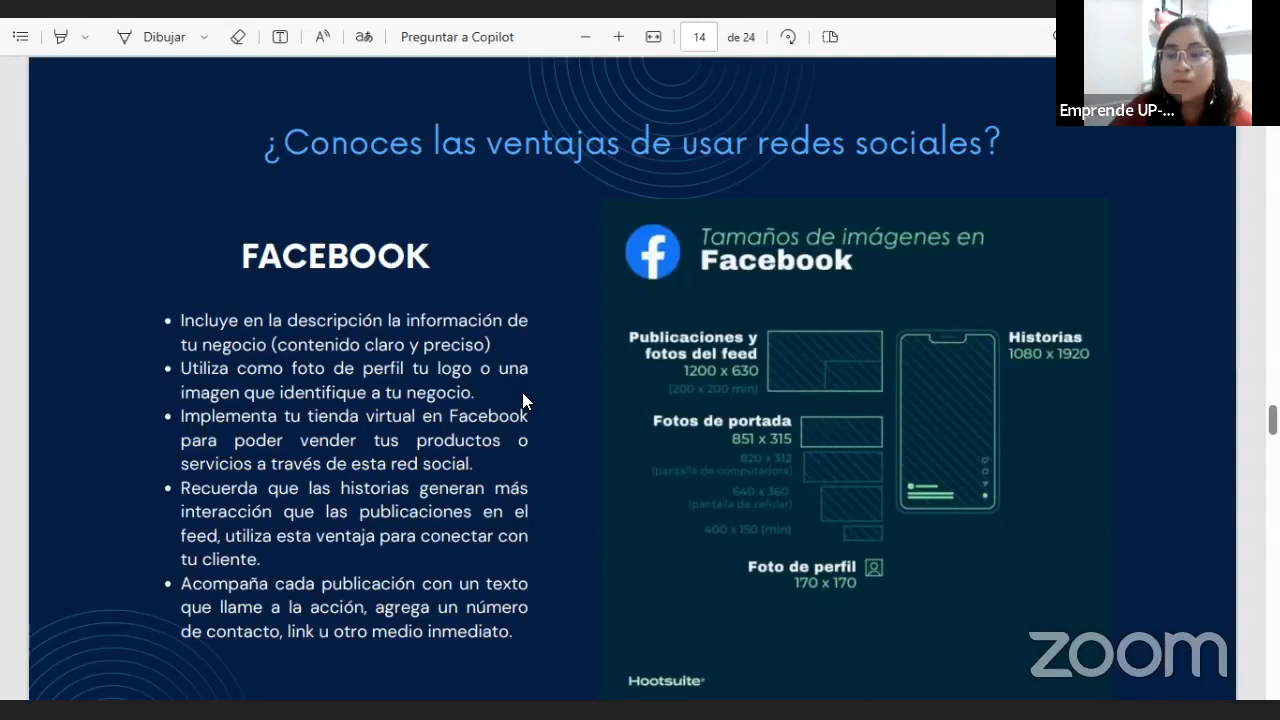 Dibujar
Preguntar a Copilot
14 de 24
Emprende UP-...
¿Conoces las ventajas de usar redes sociales?
FACEBOOK
• Incluye en la descripción la información de
tu negocio (contenido claro y preciso)
• Utiliza como foto de perfil tu logo o una
imagen que identifique a tu negocio.
• Implementa tu tienda virtual en Facebook
para poder vender tus productos o
servicios a través de esta red social.
• Recuerda que las historias generan más
interacción que las publicaciones en el
feed, utiliza esta ventaja para conectar con
tu cliente.
• Acompaña cada publicación con un texto
que llame a la acción, agrega un número
de contacto, link u otro medio inmediato.
Tamaños de imágenes en
Facebook
Publicaciones y
fotos del feed
1200 x 630
(200 x 200 min)
Historias
1080 x 1920
Fotos de portada
851 x 315
820 x 312
(pantalla de computadora)
640 x 360
(pantalla de celular)
400 x 150 (min)
Foto de perfil
170 x 170
Hootsuite
zoom